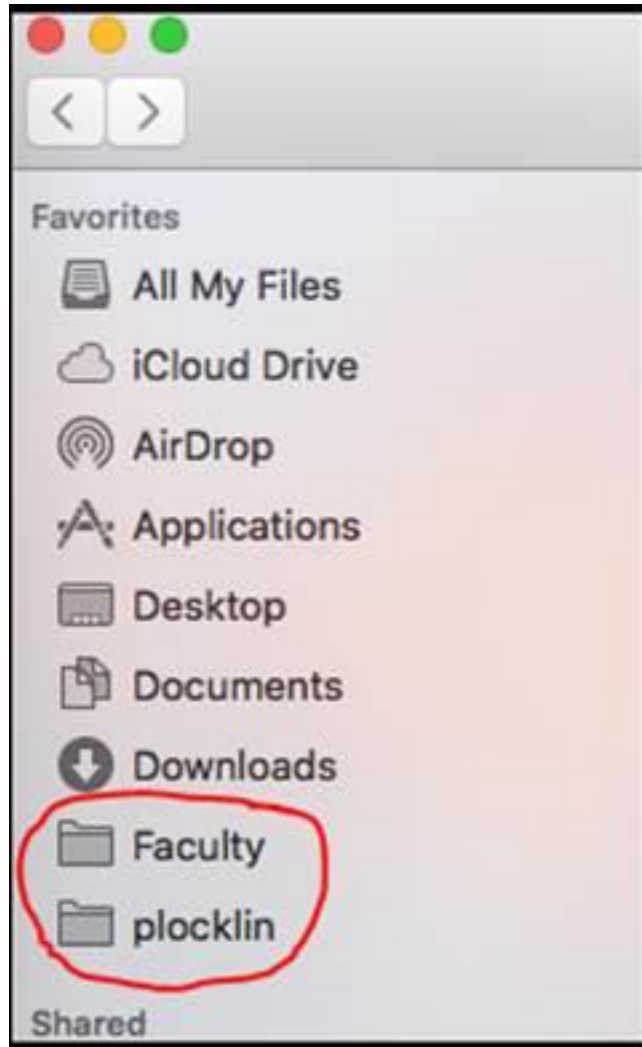 Favorites
All My Files
iCloud Drive
AirDrop
Applications
Desktop
Documents
Downloads
Faculty
plocklin
Shared